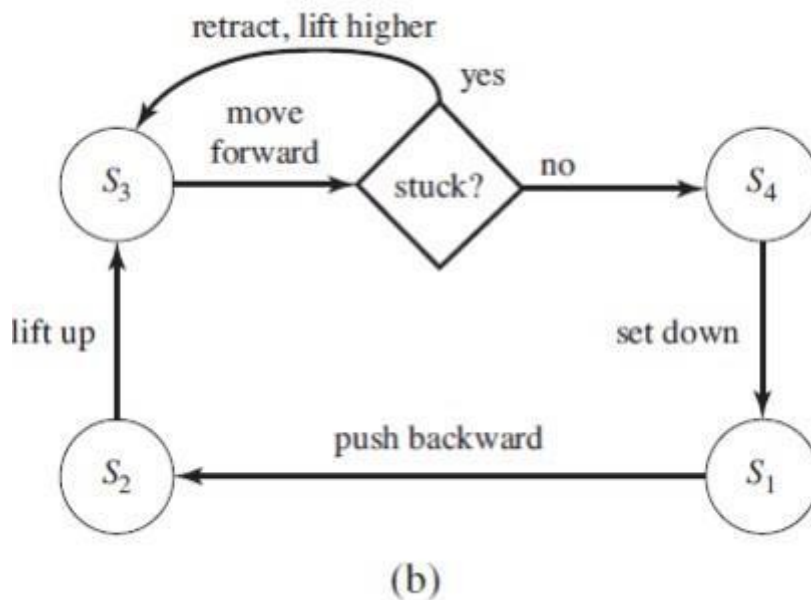 retract, lift higher
yes
move
forward
S₃
stuck?
no
S₄
lift up
set down
push backward
S₂
S₁
(b)